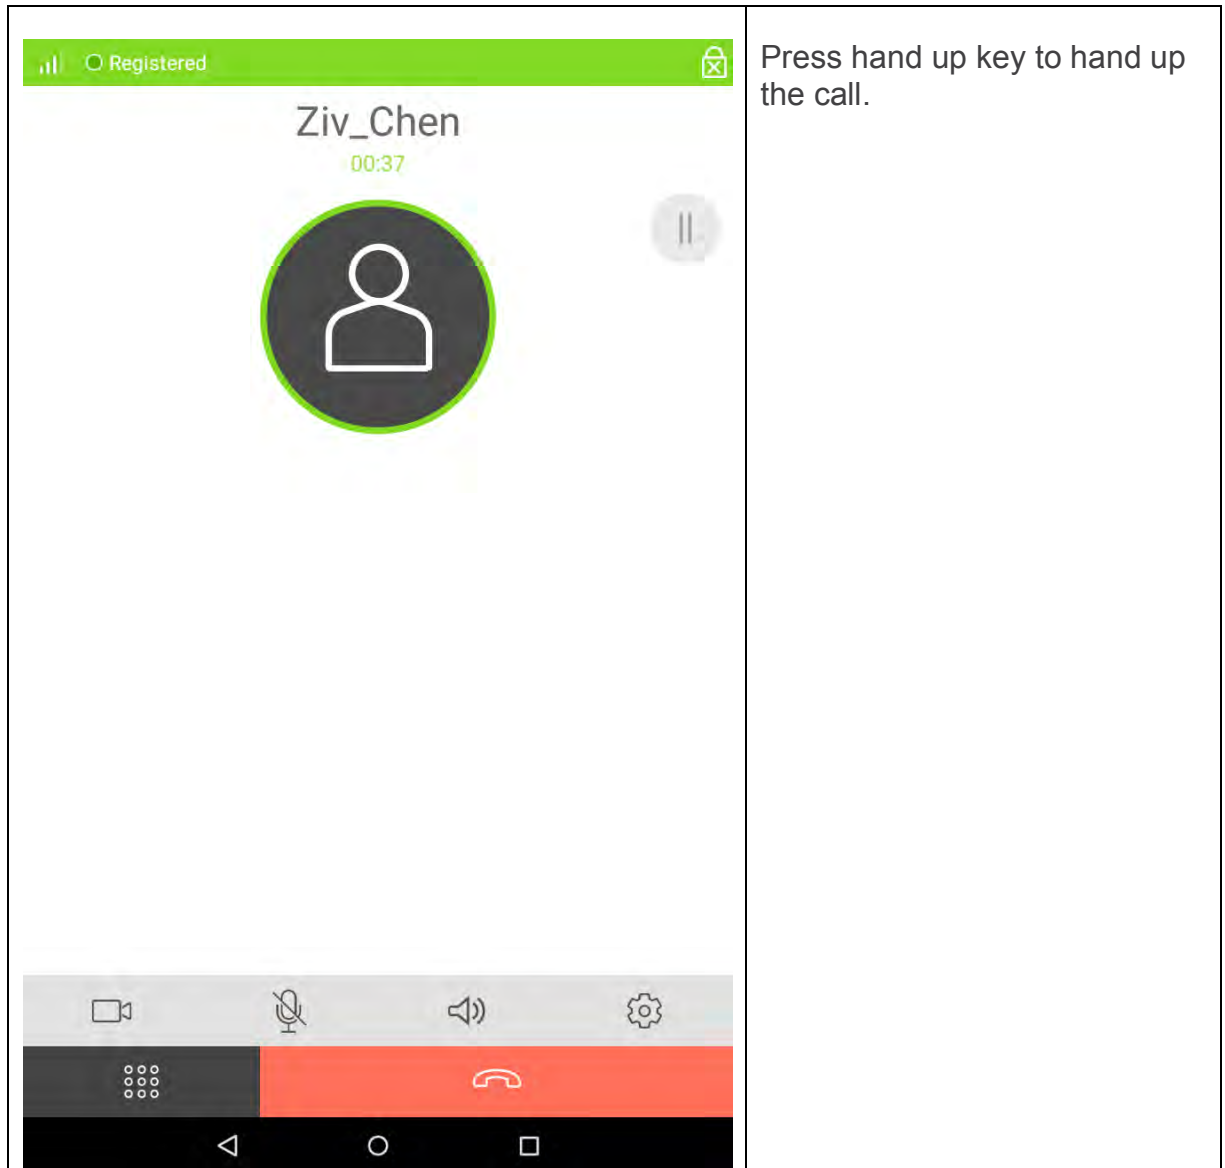 Registered
Ziv_Chen
00:37
Press hand up key to hand up
the call.